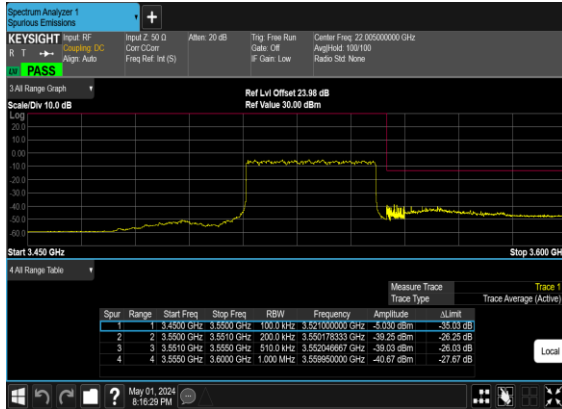 Spectrum Analyzer 1
Spurious Emissions
KEYSIGHT Input: RF Input Z: 50 Ω Atten: 20 dB Trig: Free Run Center Freq: 22.005000000 GHz
R T Coupling: DC Corr CCorr Gate: Off Avg|Hold: 100/100
Align: Auto Freq Ref: Int (S) IF Gain: Low Radio Std: None
PASS
3 All Range Graph
Ref Lvl Offset 23.98 dB
Scale/Div 10.0 dB Ref Value 30.00 dBm
Log
20.0
10.0
0.00
-10.0
-20.0
-30.0
-40.0
-50.0
-60.0
Start 3.450 GHz Stop 3.600 GH
4 All Range Table
Measure Trace Trace 1
Trace Type Trace Average (Active)
Spur Range Start Freq Stop Freq RBW Frequency Amplitude ΔLimit
1 1 3.4500 GHz 3.5500 GHz 100.0 kHz 3.521000000 GHz -5.030 dBm -35.03 dB
2 2 3.5500 GHz 3.5510 GHz 200.0 kHz 3.550178333 GHz -39.25 dBm -26.25 dB
3 3 3.5510 GHz 3.5550 GHz 510.0 kHz 3.552046667 GHz -39.03 dBm -26.03 dB
4 4 3.5550 GHz 3.6000 GHz 1.000 MHz 3.559950000 GHz -40.67 dBm -27.67 dB
Local
May 01, 2024
8:16:29 PM